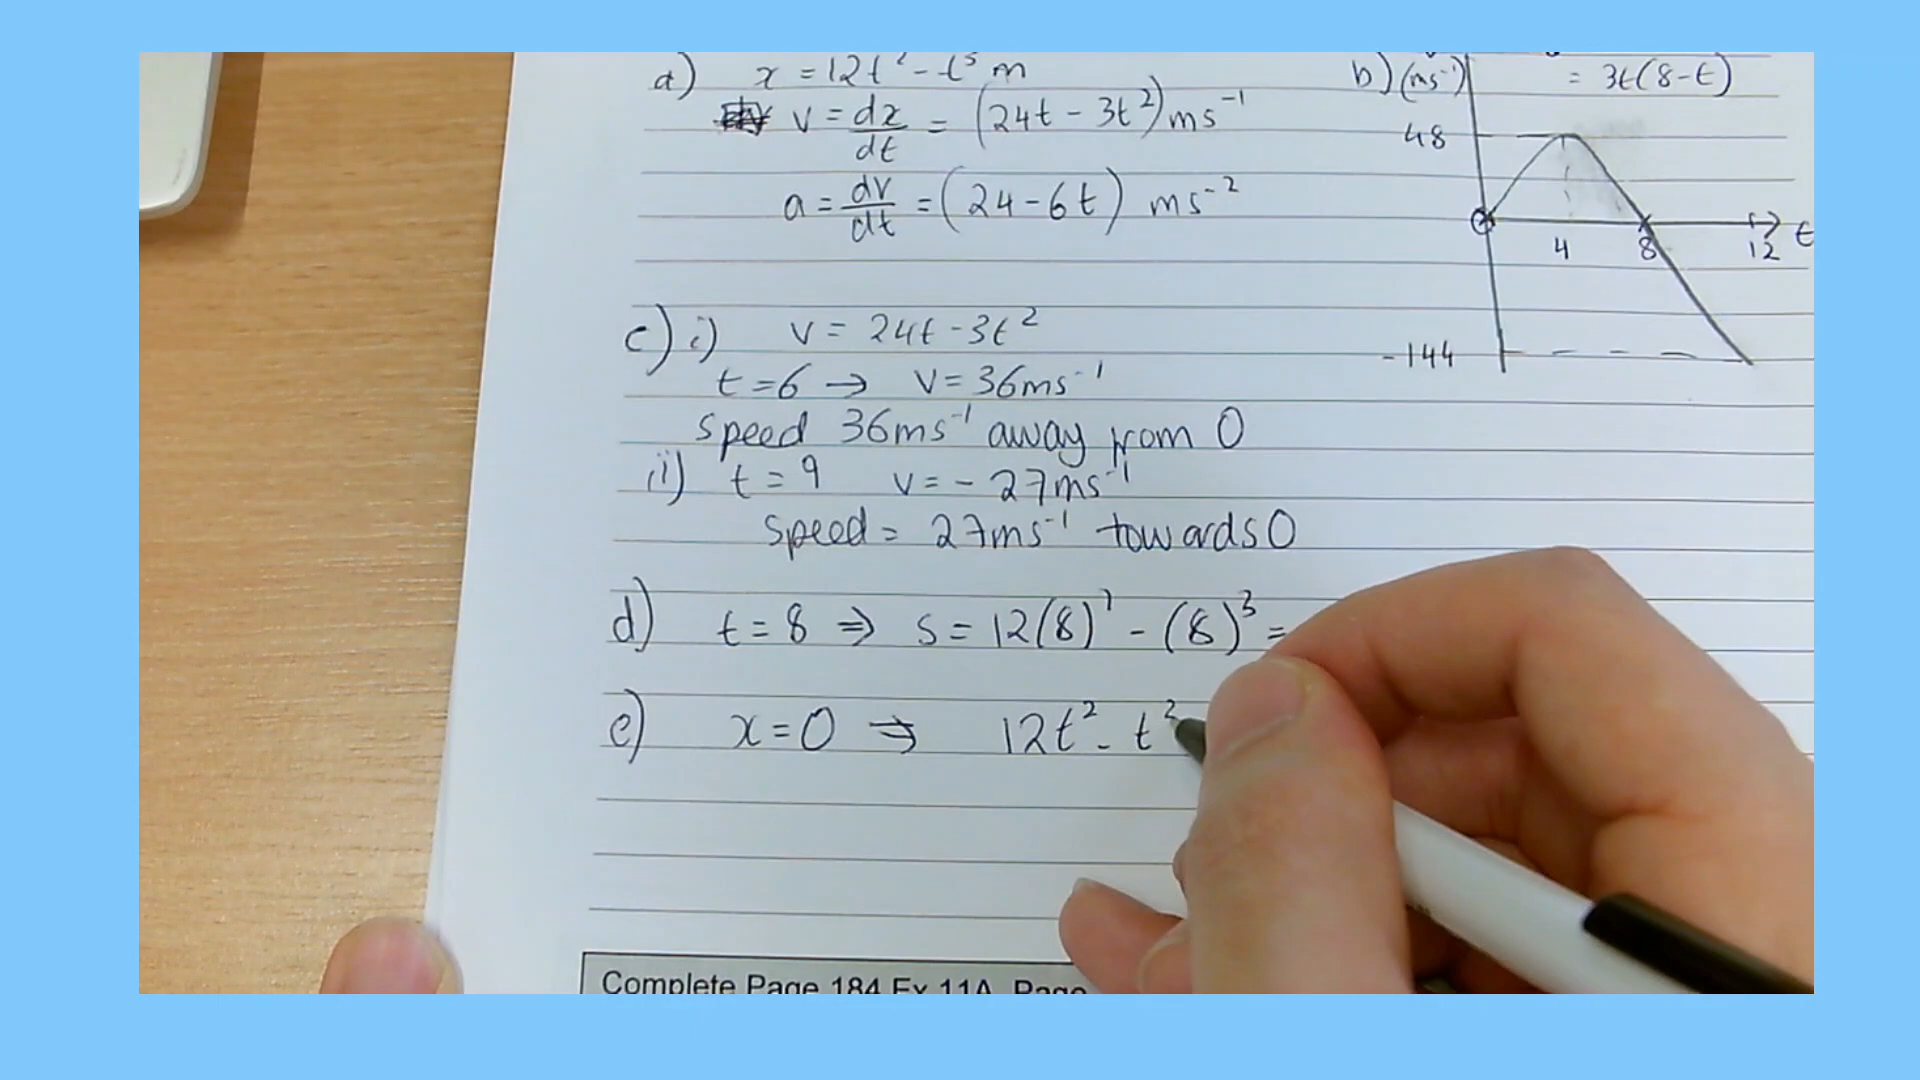 a) x = 12t² - t³ m
v = dx/dt = (24t - 3t²) ms⁻¹
a = dv/dt = (24 - 6t) ms⁻²
b) (ms⁻¹) = 3t(8-t)
48
4 8 12 t
-144
c) i) v = 24t - 3t²
t = 6 → v = 36ms⁻¹
speed 36ms⁻¹ away from O
ii) t = 9 v = - 27ms⁻¹
speed = 27ms⁻¹ towards O
d) t = 8 ⇒ s = 12(8)² - (8)³ =
e) x = 0 ⇒ 12t² - t³
Complete Page 184 Ex 11A, Page